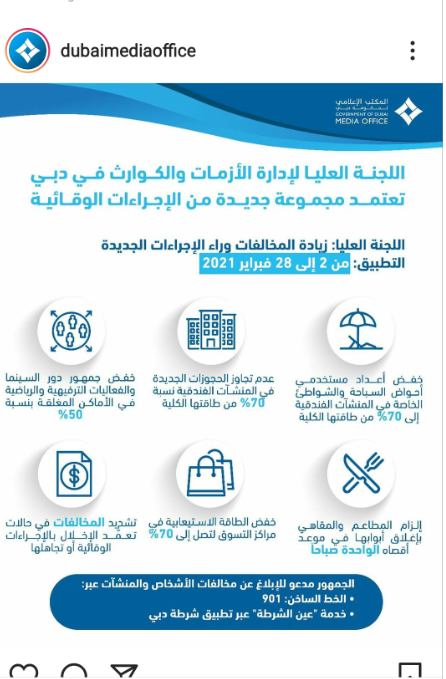 dubaimediaoffice
المكتب الإعلامي
لحكومة دبي
GOVERNMENT OF DUBAI
MEDIA OFFICE
اللجنة العليا لإدارة الأزمات والكوارث في دبي
تعتمد مجموعة جديدة من الإجراءات الوقائية
اللجنة العليا: زيادة المخالفات وراء الإجراءات الجديدة
التطبيق: من 2 إلى 28 فبراير 2021
خفض أعداد مستخدمي
أحواض السباحة والشواطئ
الخاصة في المنشآت الفندقية
إلى 70% من طاقتها الكلية
عدم تجاوز الحجوزات الجديدة
في المنشآت الفندقية نسبة
70% من طاقتها الكلية
خفض جمهور دور السينما
والفعاليات الترفيهية والرياضية
في الأماكن المغلقة بنسبة
50%
إلزام المطاعم والمقاهي
بإغلاق أبوابها في موعد
أقصاه الواحدة صباحاً
خفض الطاقة الاستيعابية في
مراكز التسوق لتصل إلى 70%
تشديد المخالفات في حالات
تعمّد الإخلال بالإجراءات
الوقائية أو تجاهلها
الجمهور مدعو للإبلاغ عن مخالفات الأشخاص والمنشآت عبر:
• الخط الساخن: 901
• خدمة "عين الشرطة" عبر تطبيق شرطة دبي